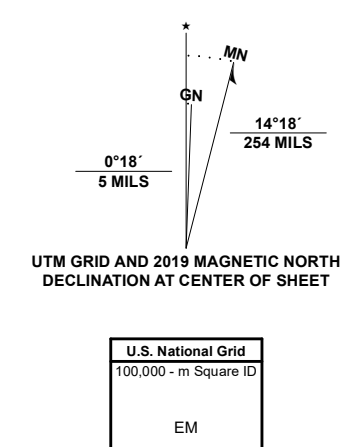 ★
MN
GN
14°18´
254 MILS
0°18´
5 MILS
UTM GRID AND 2019 MAGNETIC NORTH
DECLINATION AT CENTER OF SHEET
U.S. National Grid
100,000 - m Square ID
EM